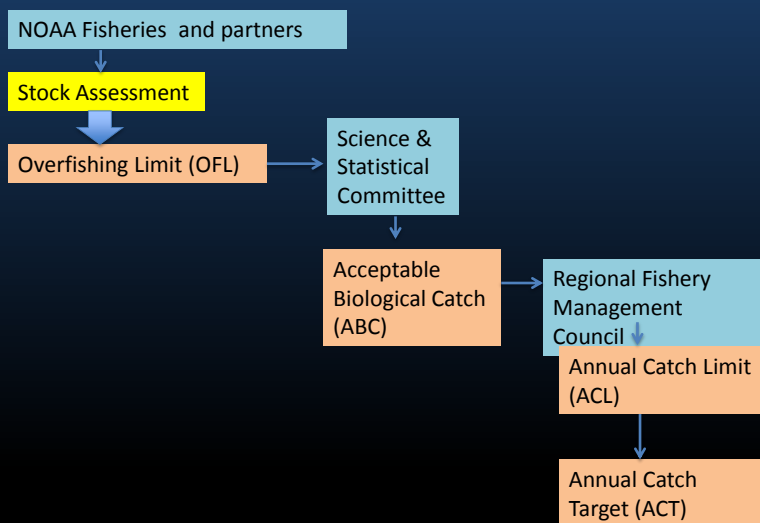 NOAA Fisheries and partners
Stock Assessment
Overfishing Limit (OFL)
Science &
Statistical
Committee
Acceptable
Biological Catch
(ABC)
Regional Fishery
Management
Council
Annual Catch Limit
(ACL)
Annual Catch
Target (ACT)